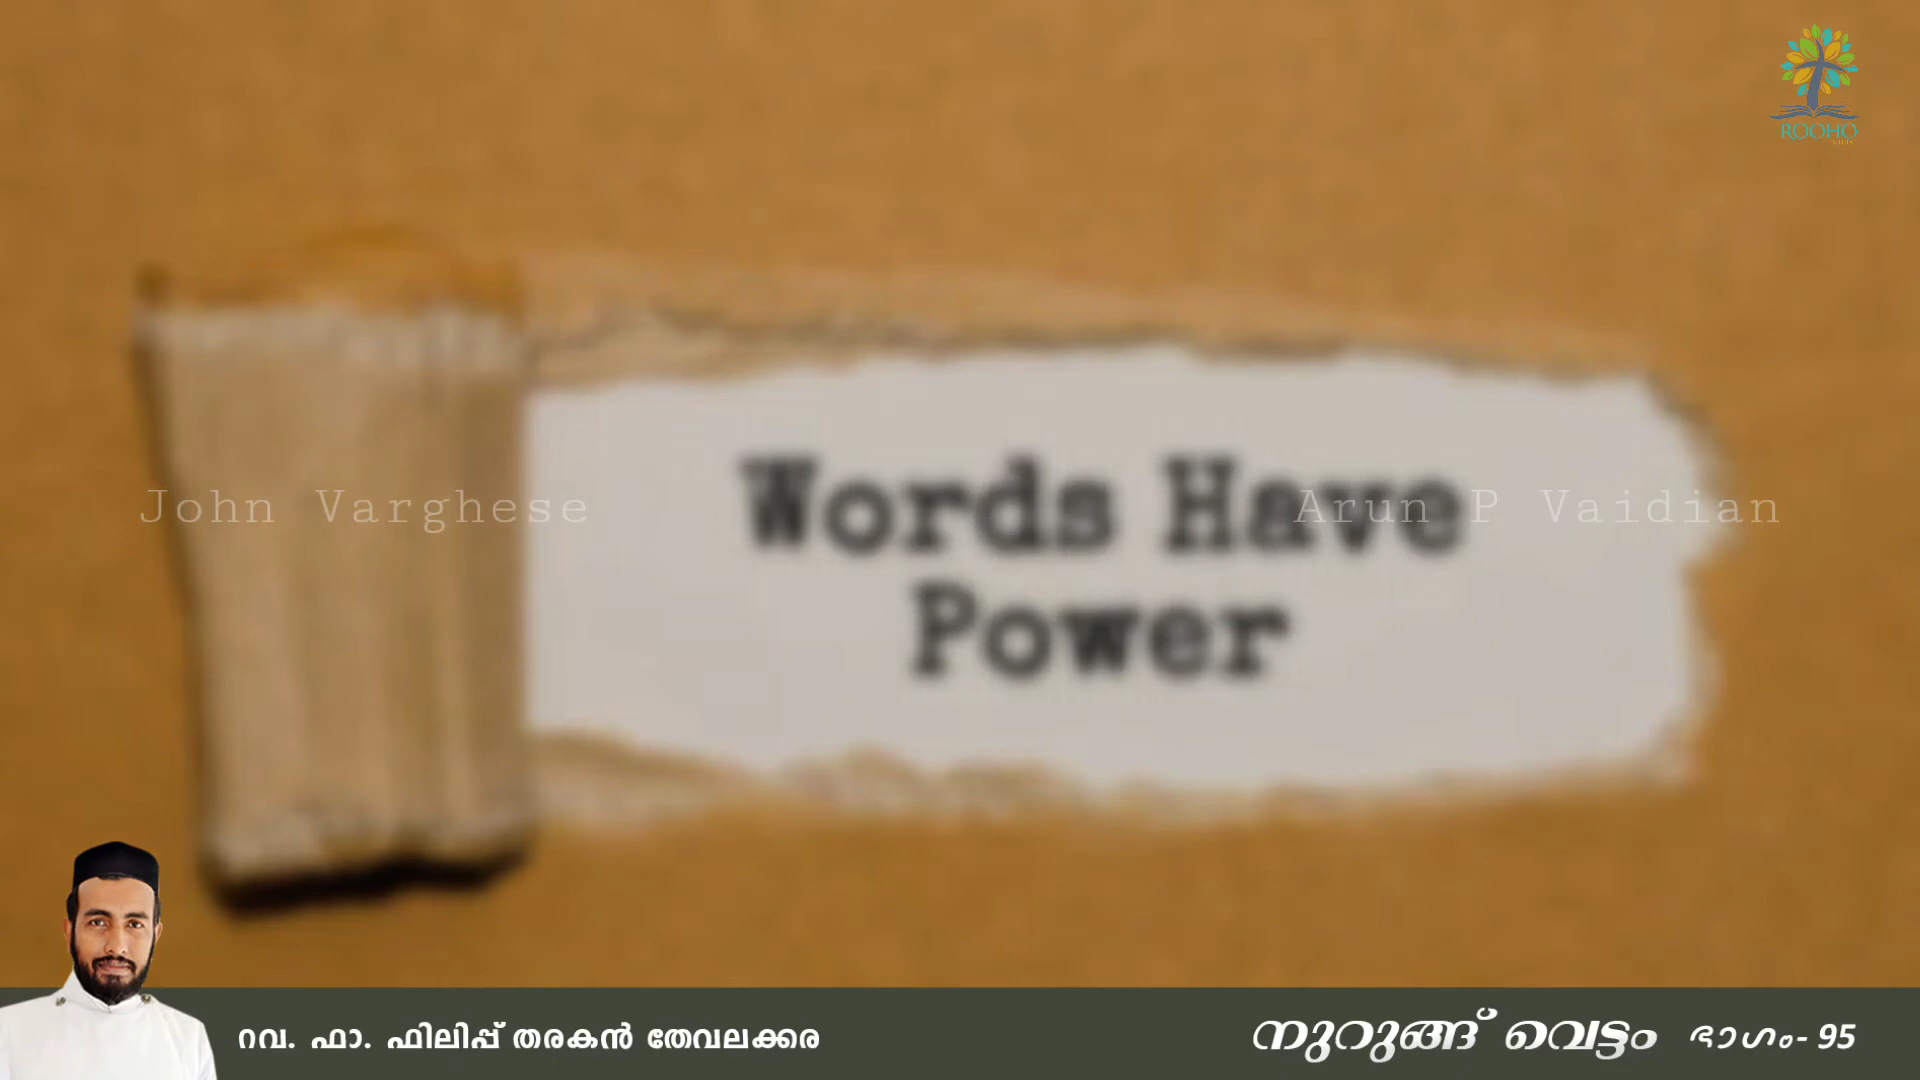 ROOHO
John Varghese
Arun P Vaidian
Words Have
Power
റവ. ഫാ. ഫിലിപ്പ് തരകൻ തേവലക്കര
നുറുങ്ങ് വെട്ടം ഭാഗം- 95